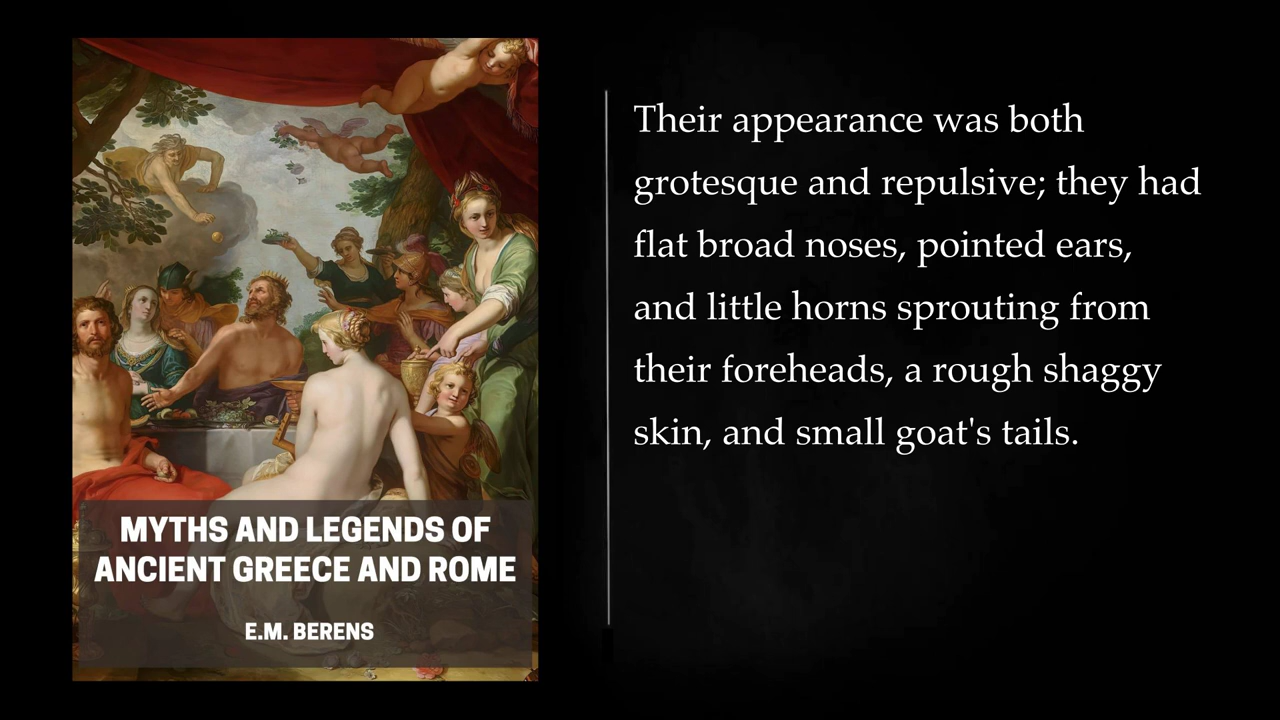 MYTHS AND LEGENDS OF
ANCIENT GREECE AND ROME
E.M. BERENS
Their appearance was both
grotesque and repulsive; they had
flat broad noses, pointed ears,
and little horns sprouting from
their foreheads, a rough shaggy
skin, and small goat's tails.